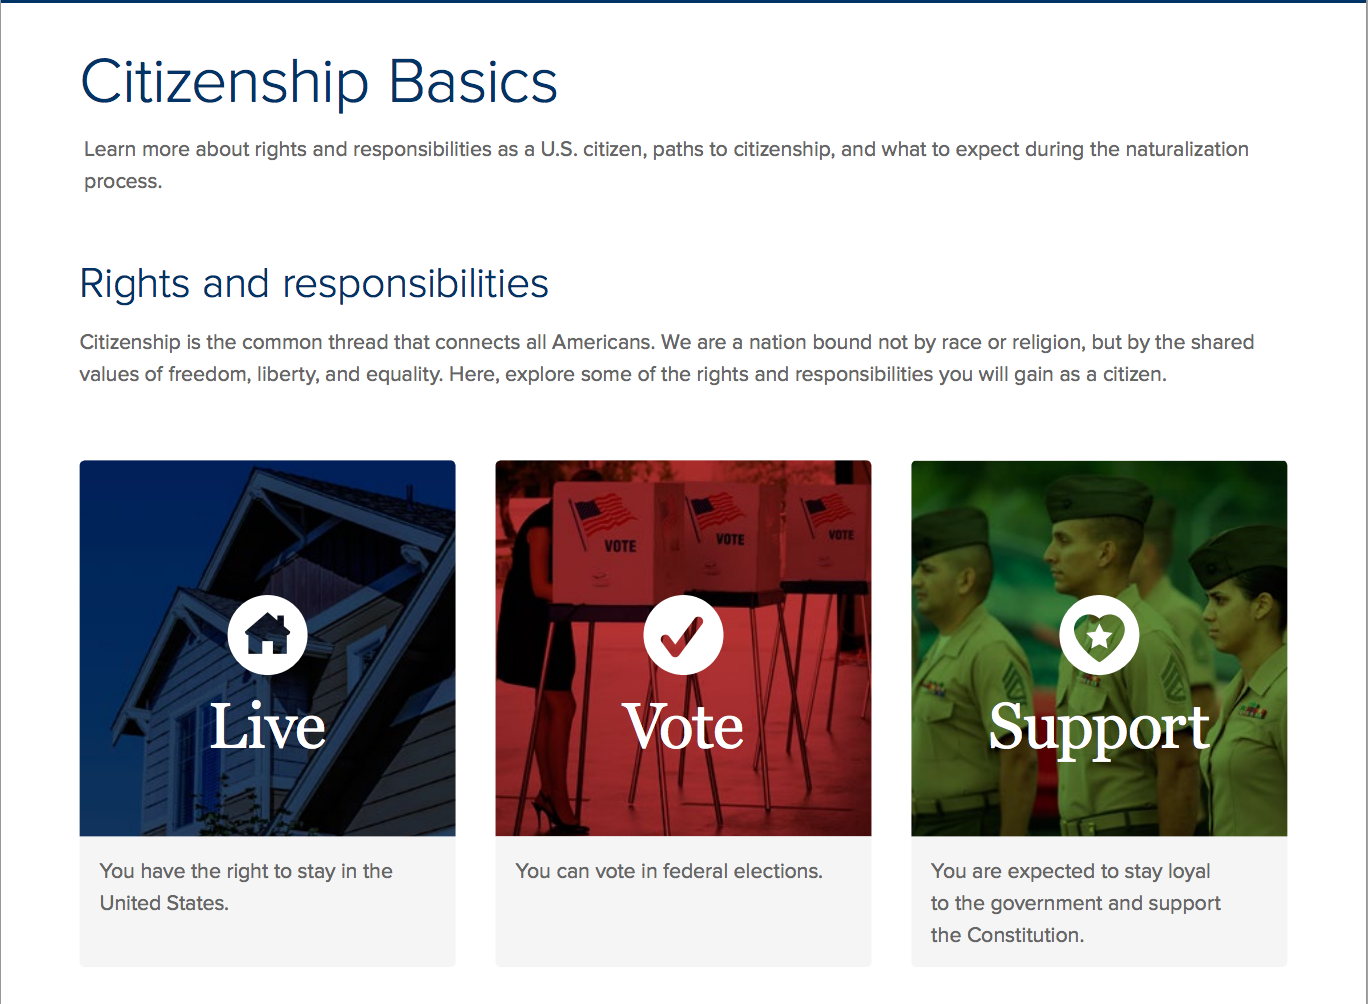 Citizenship Basics
Learn more about rights and responsibilities as a U.S. citizen, paths to citizenship, and what to expect during the naturalization
process.
Rights and responsibilities
Citizenship is the common thread that connects all Americans. We are a nation bound not by race or religion, but by the shared
values of freedom, liberty, and equality. Here, explore some of the rights and responsibilities you will gain as a citizen.
VOTE
VOTE
VOTE
Live
Vote
Support
You have the right to stay in the
United States.
You can vote in federal elections.
You are expected to stay loyal
to the government and support
the Constitution.